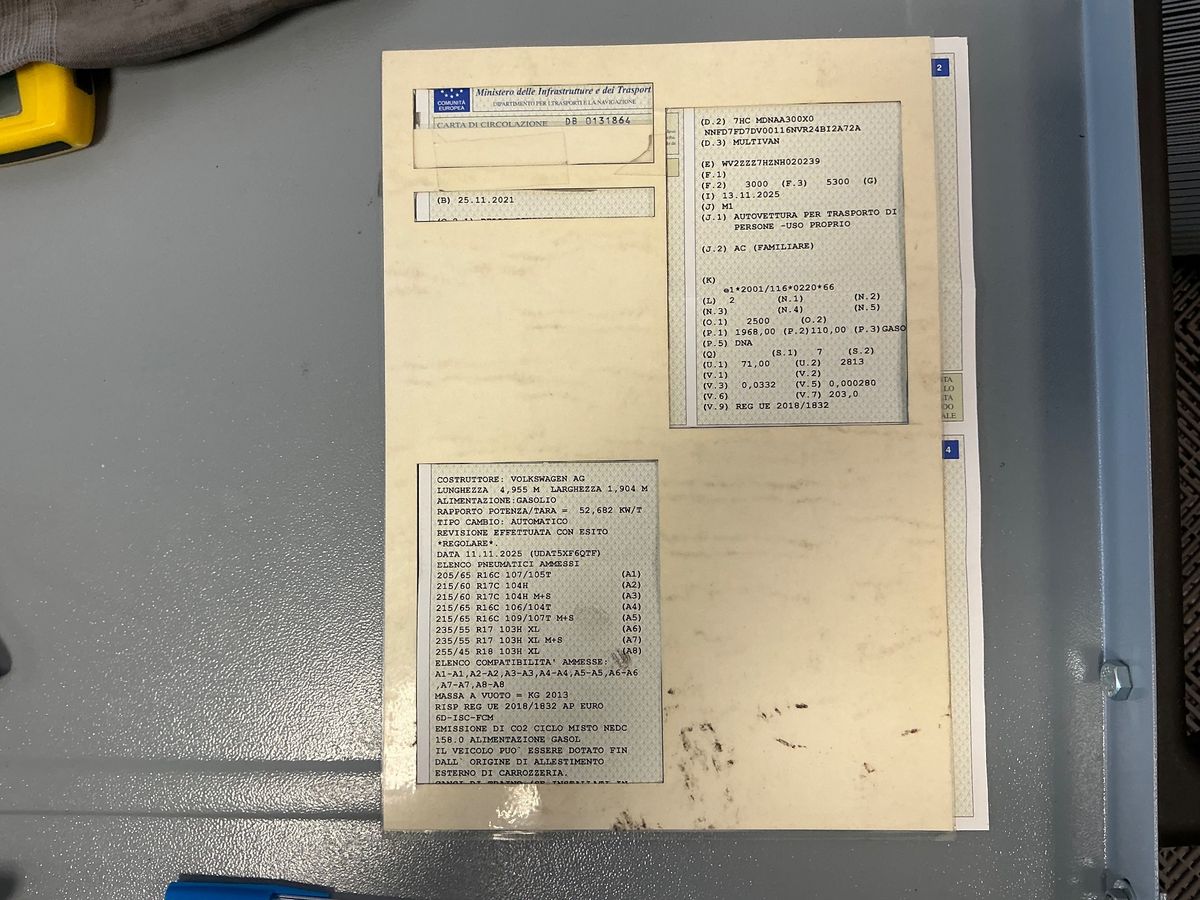 COMUNITÀ
EUROPEA
Ministero delle Infrastrutture e dei Trasport
DIPARTIMENTO PER I TRASPORTI E LA NAVIGAZIONE
CARTA DI CIRCOLAZIONE DB 0131864
(B) 25.11.2021
2
(D.2) 7HC MDNAA300X0
NNFD7FD7DV00116NVR24BI2A72A
(D.3) MULTIVAN
(E) WV2ZZZ7HZNH020239
(F.1)
(F.2) 3000 (F.3) 5300 (G)
(I) 13.11.2025
(J) M1
(J.1) AUTOVETTURA PER TRASPORTO DI
PERSONE -USO PROPRIO
(J.2) AC (FAMILIARE)
(K)
e1*2001/116*0220*66
(L) 2 (N.1) (N.2)
(N.3) (N.4) (N.5)
(O.1) 2500 (O.2)
(P.1) 1968,00 (P.2)110,00 (P.3)GASO
(P.5) DNA
(Q) (S.1) 7 (S.2)
(U.1) 71,00 (U.2) 2813
(V.1) (V.2)
(V.3) 0,0332 (V.5) 0,000280
(V.6) (V.7) 203,0
(V.9) REG UE 2018/1832
TA
LO
TA
DO
ALE
4
COSTRUTTORE: VOLKSWAGEN AG
LUNGHEZZA 4,955 M LARGHEZZA 1,904 M
ALIMENTAZIONE:GASOLIO
RAPPORTO POTENZA/TARA = 52,682 KW/T
TIPO CAMBIO: AUTOMATICO
REVISIONE EFFETTUATA CON ESITO
*REGOLARE*.
DATA 11.11.2025 (UDAT5XF6QTF)
ELENCO PNEUMATICI AMMESSI
205/65 R16C 107/105T (A1)
215/60 R17C 104H (A2)
215/60 R17C 104H M+S (A3)
215/65 R16C 106/104T (A4)
215/65 R16C 109/107T M+S (A5)
235/55 R17 103H XL (A6)
235/55 R17 103H XL M+S (A7)
255/45 R18 103H XL (A8)
ELENCO COMPATIBILITA' AMMESSE:
A1-A1,A2-A2,A3-A3,A4-A4,A5-A5,A6-A6
,A7-A7,A8-A8
MASSA A VUOTO = KG 2013
RISP REG UE 2018/1832 AP EURO
6D-ISC-FCM
EMISSIONE DI CO2 CICLO MISTO NEDC
158.0 ALIMENTAZIONE GASOL
IL VEICOLO PUO` ESSERE DOTATO FIN
DALL` ORIGINE DI ALLESTIMENTO
ESTERNO DI CARROZZERIA.